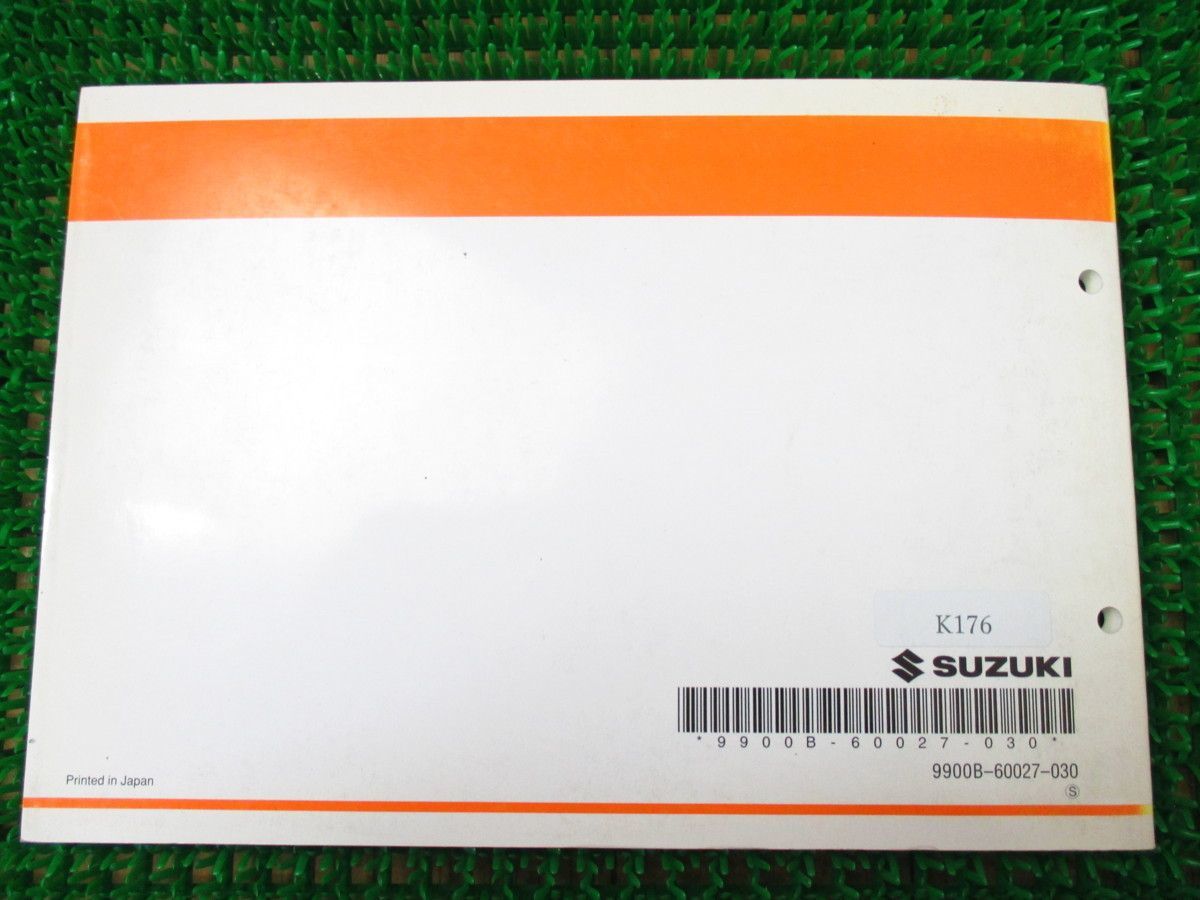 K176
SUZUKI
*9900B-60027-030*
9900B-60027-030
Ⓢ
Printed in Japan